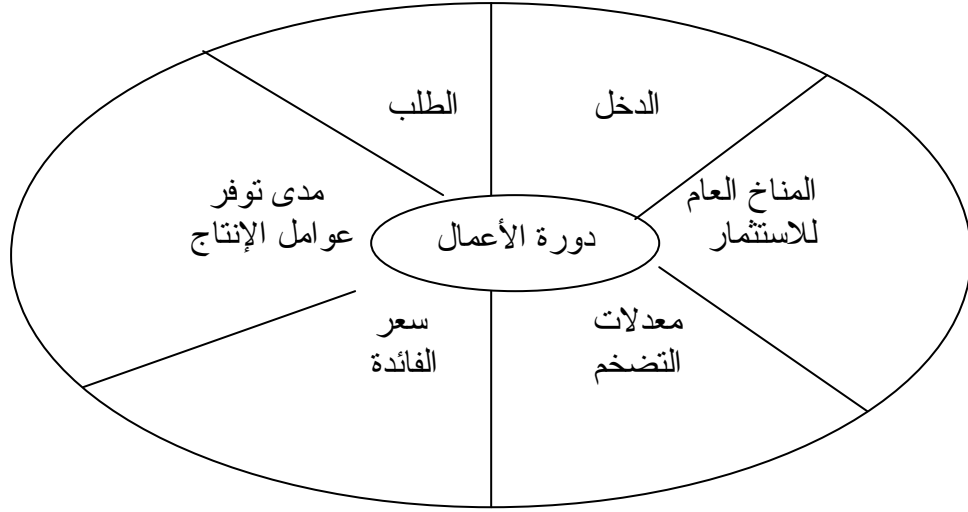 الدخل
الطلب
المناخ العام
للاستثمار
مدى توفر
عوامل الإنتاج
دورة الأعمال
معدلات
التضخم
سعر
الفائدة